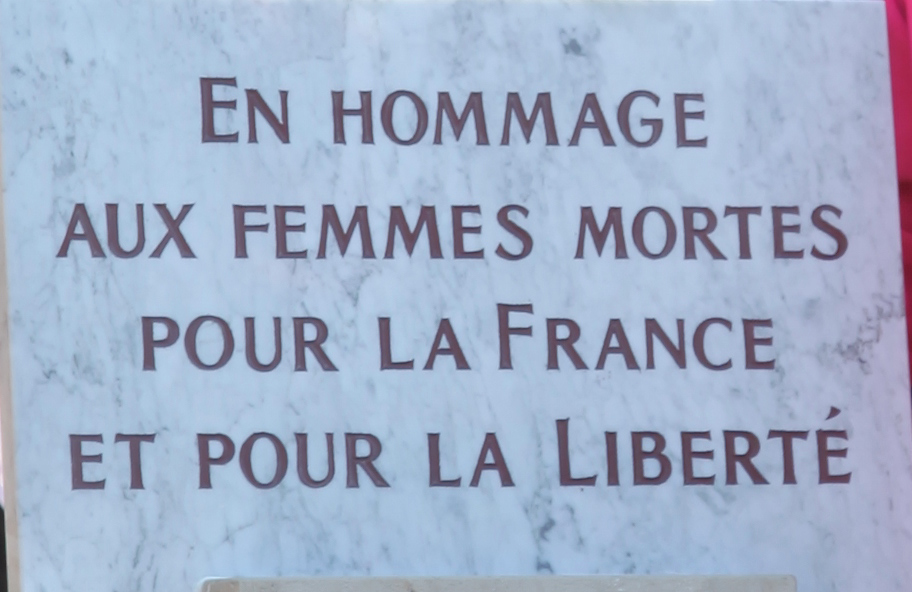 En HOMMAGE
AUX FEMMES MORTES
POUR LA FRANCE
ET POUR LA LIBERTÉ